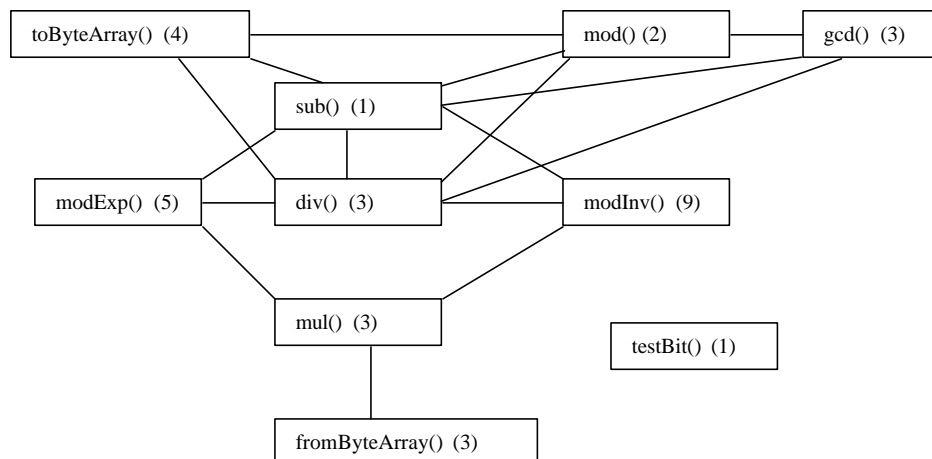 toByteArray() (4)
mod() (2)
gcd() (3)
sub() (1)
modExp() (5)
div() (3)
modInv() (9)
mul() (3)
testBit() (1)
fromByteArray() (3)